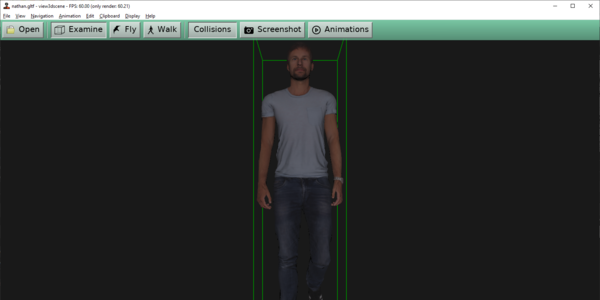 nathan.gltf - view3dscene - FPS: 60.00 (only render: 60.21)
File View Navigation Animation Edit Clipboard Display Help
Open Examine Fly Walk Collisions Screenshot Animations